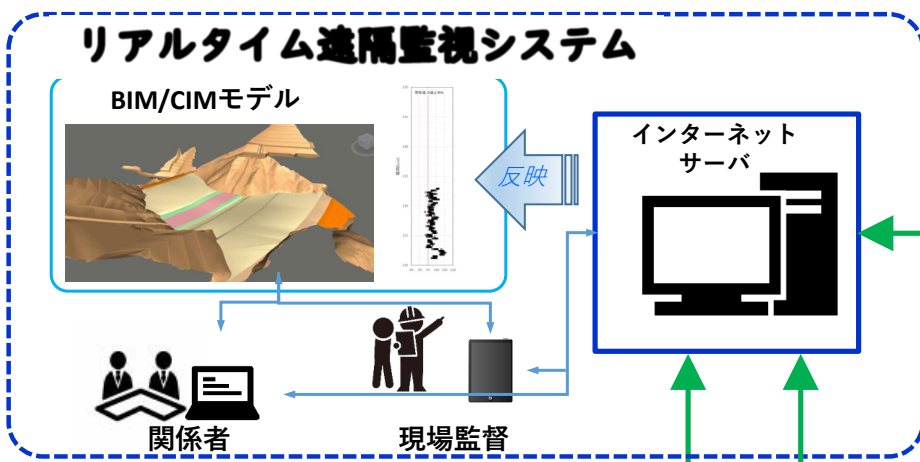 リアルタイム遠隔監視システム
BIM/CIMモデル
インターネット
サーバ
反映
関係者
現場監督